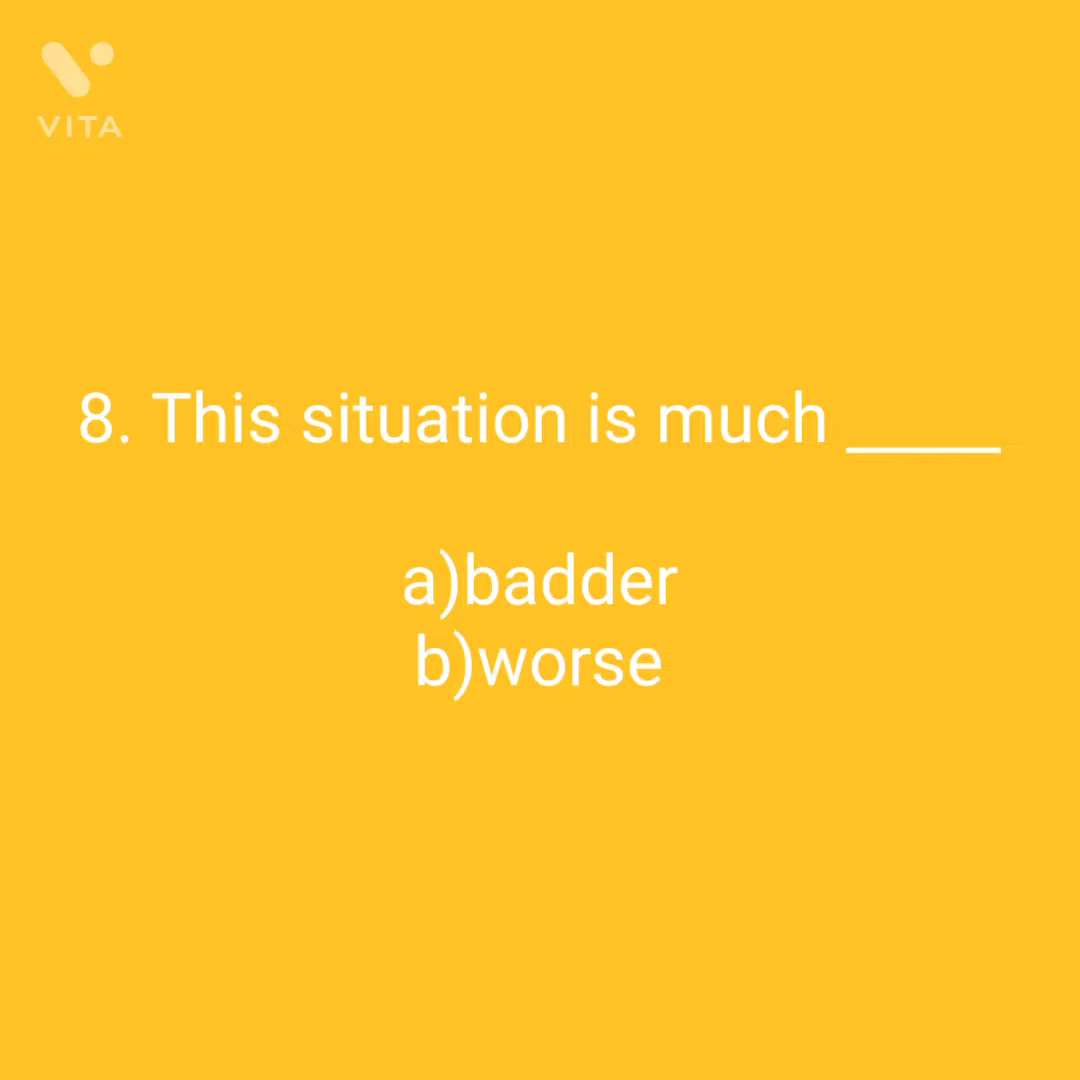 VITA
8. This situation is much _____
a)badder
b)worse